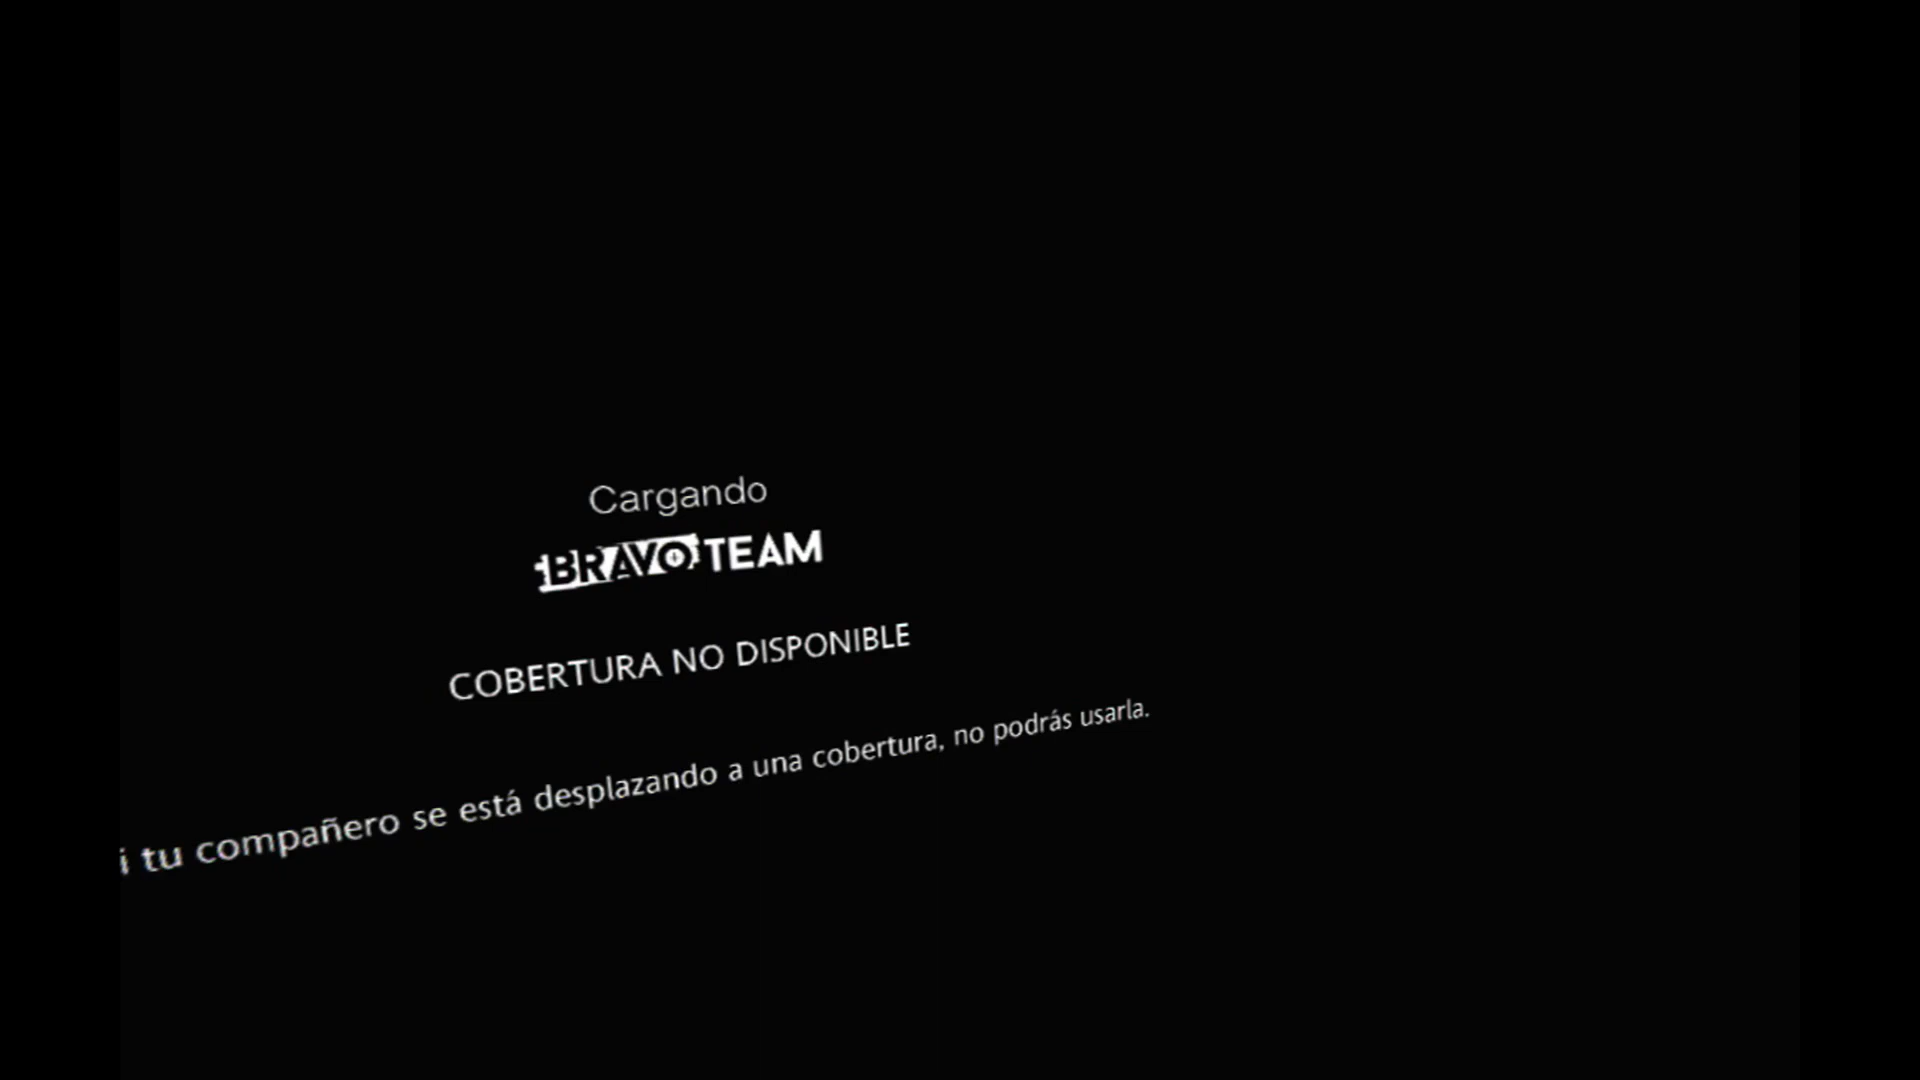 Cargando
BRAVO TEAM
COBERTURA NO DISPONIBLE
i tu compañero se está desplazando a una cobertura, no podrás usarla.